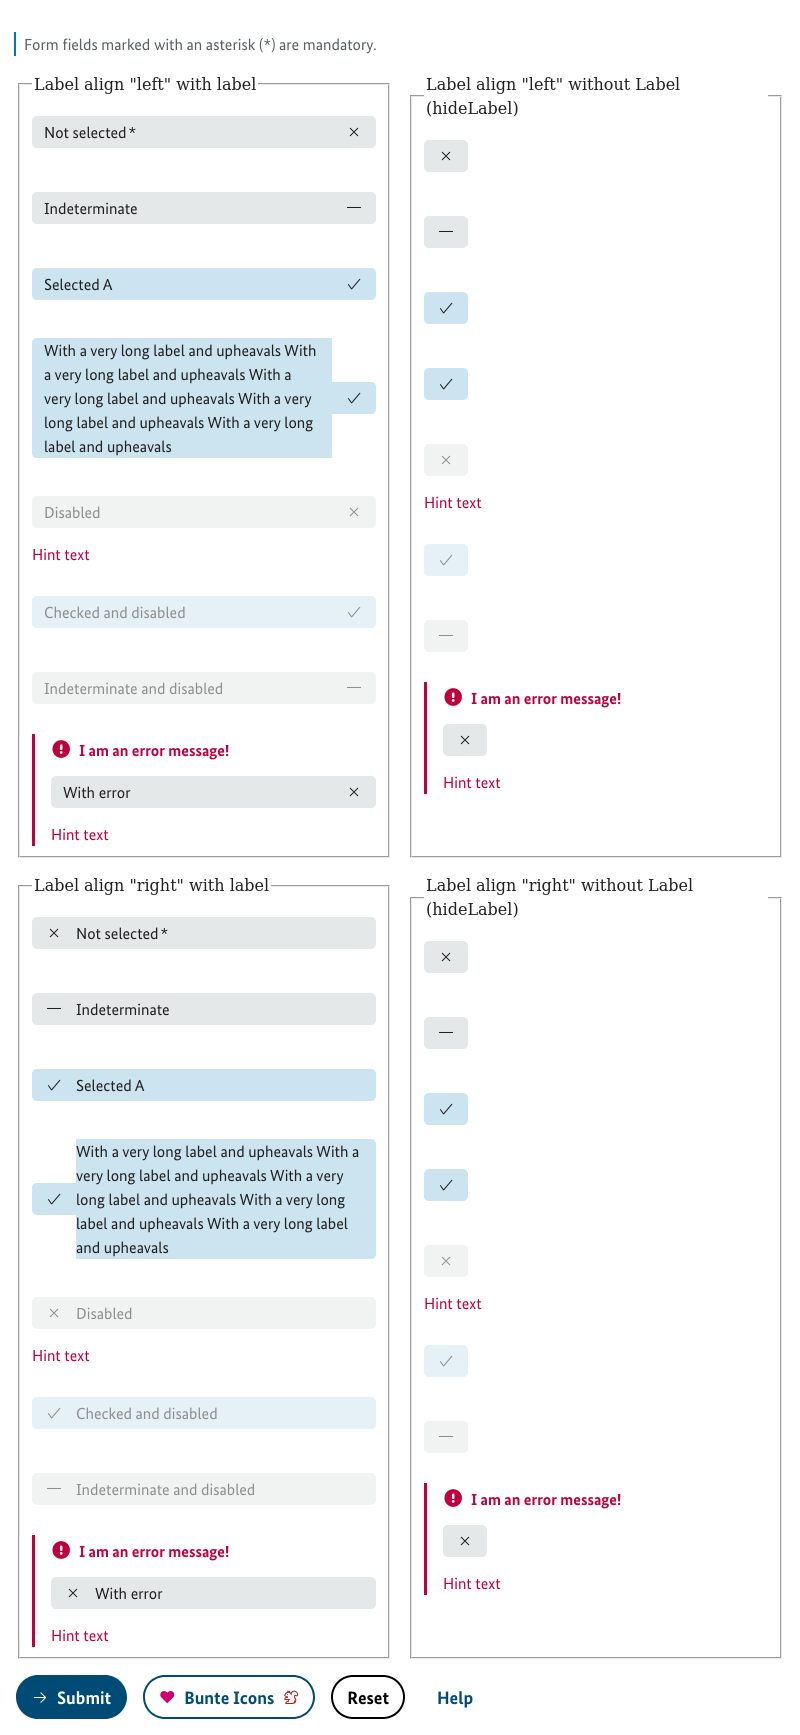 Form fields marked with an asterisk (*) are mandatory.
Label align "left" with label
Not selected *
Indeterminate
Selected A
With a very long label and upheavals With
a very long label and upheavals With a
very long label and upheavals With a very
long label and upheavals With a very long
label and upheavals
Disabled
Hint text
Checked and disabled
Indeterminate and disabled
I am an error message!
With error
Hint text
Label align "left" without Label
(hideLabel)
Hint text
I am an error message!
Hint text
Label align "right" with label
Not selected *
Indeterminate
Selected A
With a very long label and upheavals With a
very long label and upheavals With a very
long label and upheavals With a very long
label and upheavals With a very long label
and upheavals
Disabled
Hint text
Checked and disabled
Indeterminate and disabled
I am an error message!
With error
Hint text
Label align "right" without Label
(hideLabel)
Hint text
I am an error message!
Hint text
Submit
Bunte Icons
Reset
Help